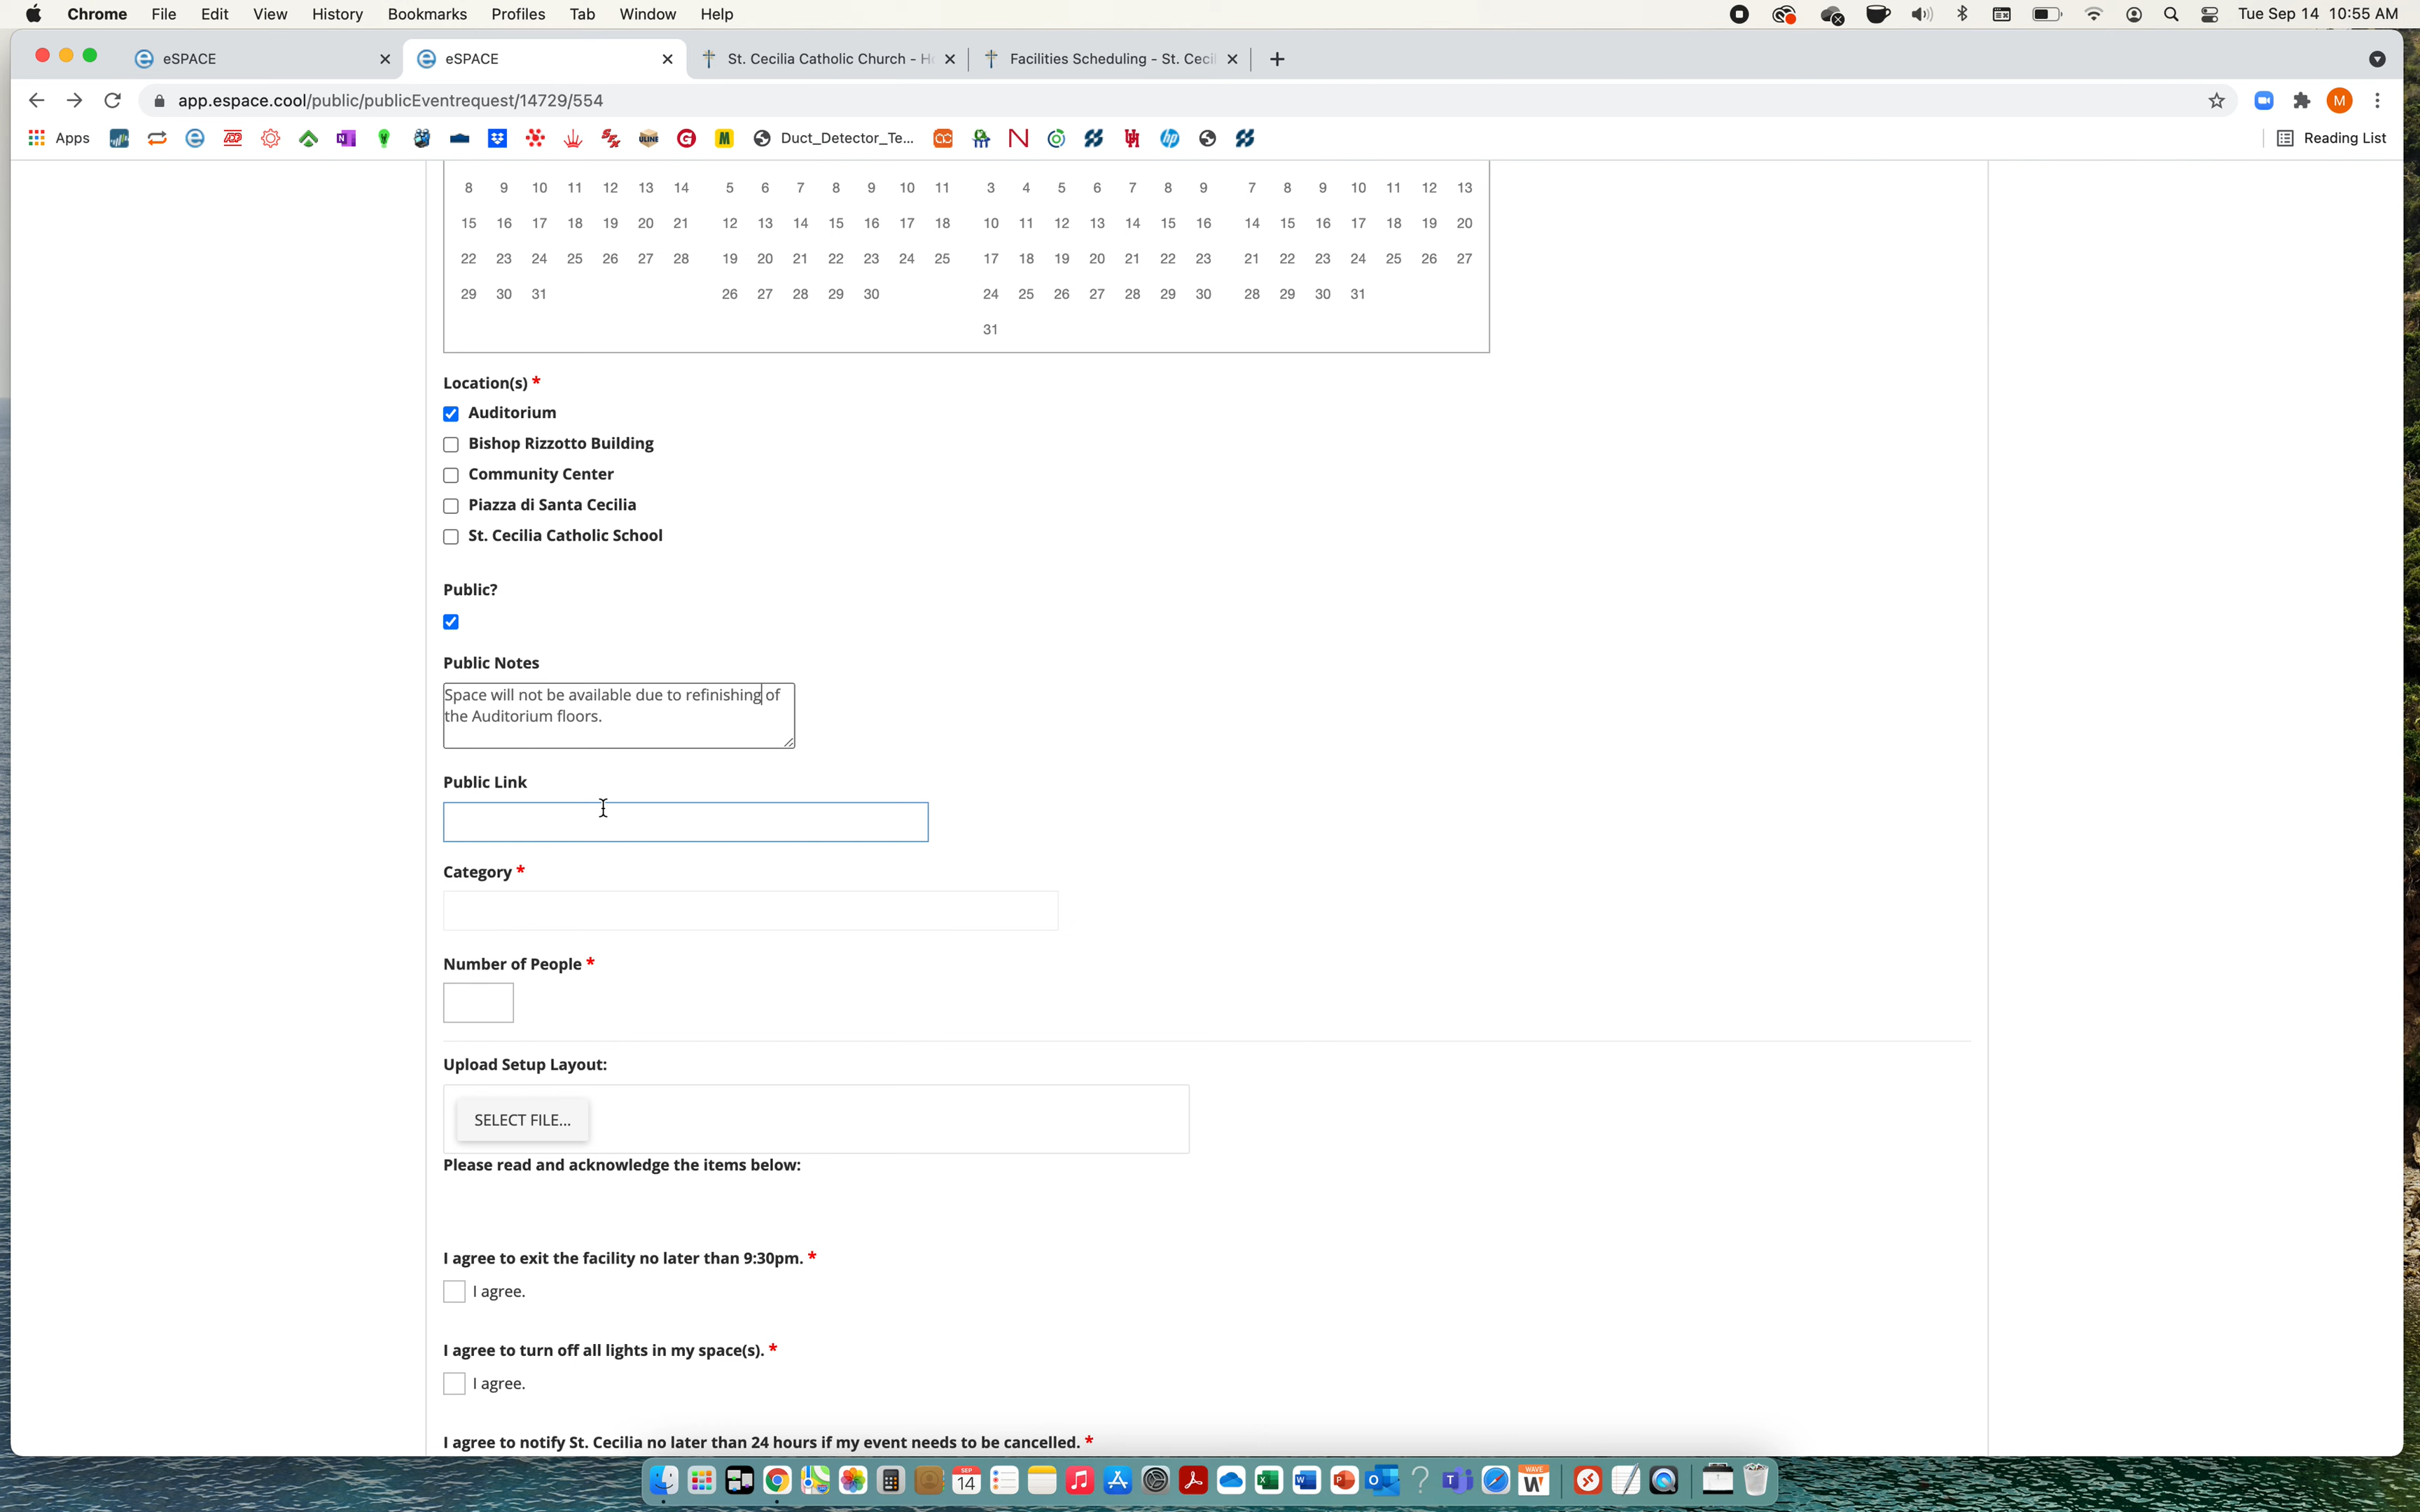 Chrome File Edit View History Bookmarks Profiles Tab Window Help Tue Sep 14 10:55 AM
eSPACE eSPACE St. Cecilia Catholic Church - H Facilities Scheduling - St. Ceci
app.espace.cool/public/publicEventrequest/14729/554 M
Apps Duct_Detector_Te... Reading List
8 9 10 11 12 13 14 5 6 7 8 9 10 11 3 4 5 6 7 8 9 7 8 9 10 11 12 13
15 16 17 18 19 20 21 12 13 14 15 16 17 18 10 11 12 13 14 15 16 14 15 16 17 18 19 20
22 23 24 25 26 27 28 19 20 21 22 23 24 25 17 18 19 20 21 22 23 21 22 23 24 25 26 27
29 30 31 26 27 28 29 30 24 25 26 27 28 29 30 28 29 30 31
31
Location(s) *
Auditorium
Bishop Rizzotto Building
Community Center
Piazza di Santa Cecilia
St. Cecilia Catholic School
Public?
Public Notes
Space will not be available due to refinishing of
the Auditorium floors.
Public Link
Category *
Number of People *
Upload Setup Layout:
SELECT FILE...
Please read and acknowledge the items below:
I agree to exit the facility no later than 9:30pm. *
I agree.
I agree to turn off all lights in my space(s). *
I agree.
I agree to notify St. Cecilia no later than 24 hours if my event needs to be cancelled. *
SEP
14
WAVE
W